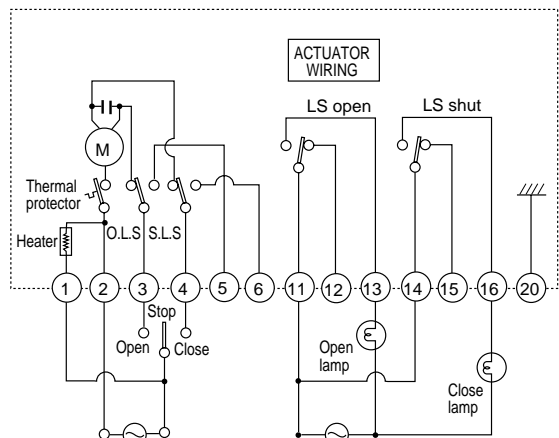 ACTUATOR
WIRING
LS open
LS shut
M
Thermal
protector
Heater
O.L.S
S.L.S
1
2
3
4
5
6
11
12
13
14
15
16
20
Stop
Open
Close
Open
lamp
Close
lamp